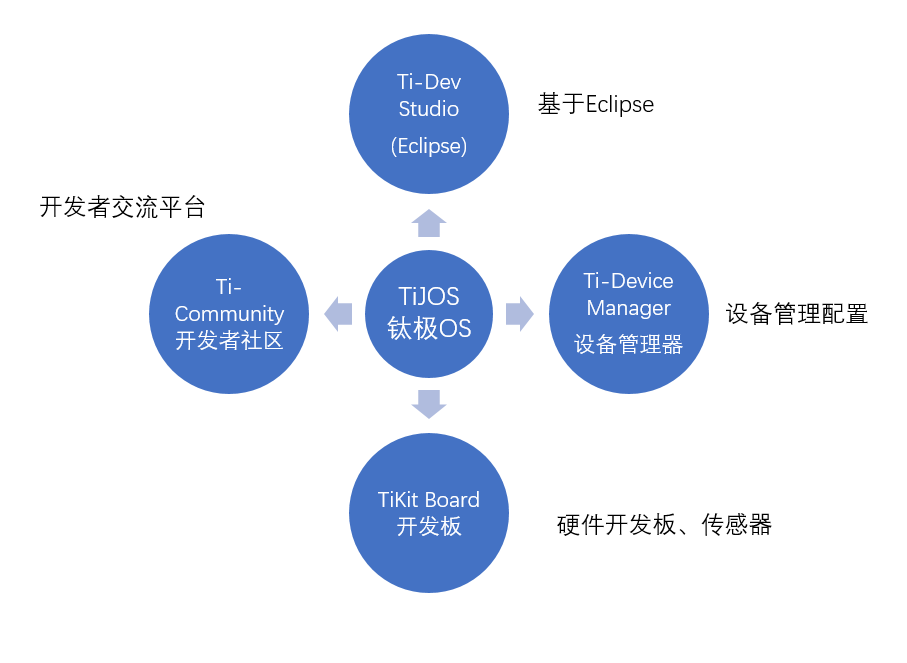 Ti-Dev
Studio
(Eclipse)
基于Eclipse
开发者交流平台
Ti-
Community
开发者社区
TiJOS
钛极OS
Ti-Device
Manager
设备管理器
设备管理配置
TiKit Board
开发板
硬件开发板、传感器